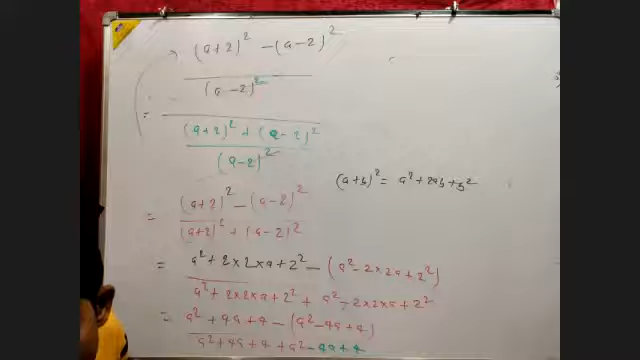 (a+2)² - (a-2)²
(a-2)²
=
(a+2)² + (a-2)²
(a-2)²
= (a+2)² - (a-2)²
(a+2)² + (a-2)²
(a+b)² = a² + 2ab + b²
= a² + 2×2×a + 2² - (a² - 2×2a + 2²)
a² + 2×2×a + 2² + a² - 2×2×a + 2²
= a² + 4a + 4 - (a² - 4a + 4)
a² + 4a + 4 + a² - 4a + 4